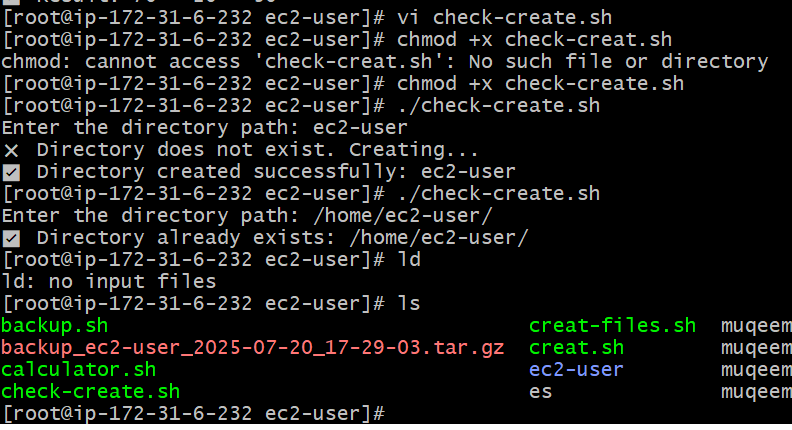 [root@ip-172-31-6-232 ec2-user]# vi check-create.sh
[root@ip-172-31-6-232 ec2-user]# chmod +x check-creat.sh
chmod: cannot access 'check-creat.sh': No such file or directory
[root@ip-172-31-6-232 ec2-user]# chmod +x check-create.sh
[root@ip-172-31-6-232 ec2-user]# ./check-create.sh
Enter the directory path: ec2-user
❌ Directory does not exist. Creating...
✅ Directory created successfully: ec2-user
[root@ip-172-31-6-232 ec2-user]# ./check-create.sh
Enter the directory path: /home/ec2-user/
✅ Directory already exists: /home/ec2-user/
[root@ip-172-31-6-232 ec2-user]# ld
ld: no input files
[root@ip-172-31-6-232 ec2-user]# ls
backup.sh creat-files.sh muqeem
backup_ec2-user_2025-07-20_17-29-03.tar.gz creat.sh muqeem
calculator.sh ec2-user muqeem
check-create.sh es muqeem
[root@ip-172-31-6-232 ec2-user]#